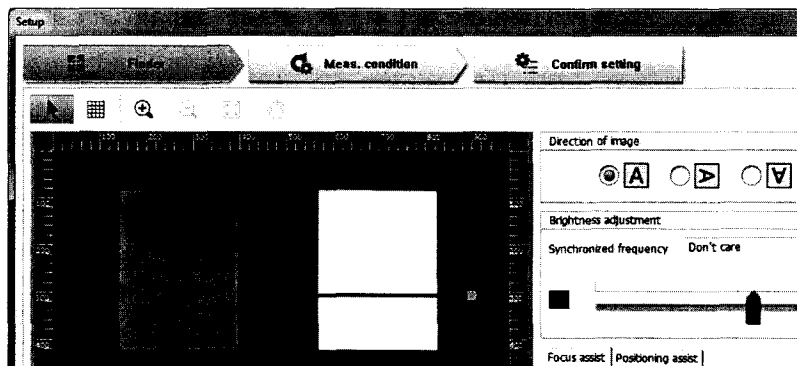 Setup
Finder
Meas. condition
Confirm setting
Direction of image
A A A
Brightness adjustment
Synchronized frequency Don't care
Focus assist Positioning assist